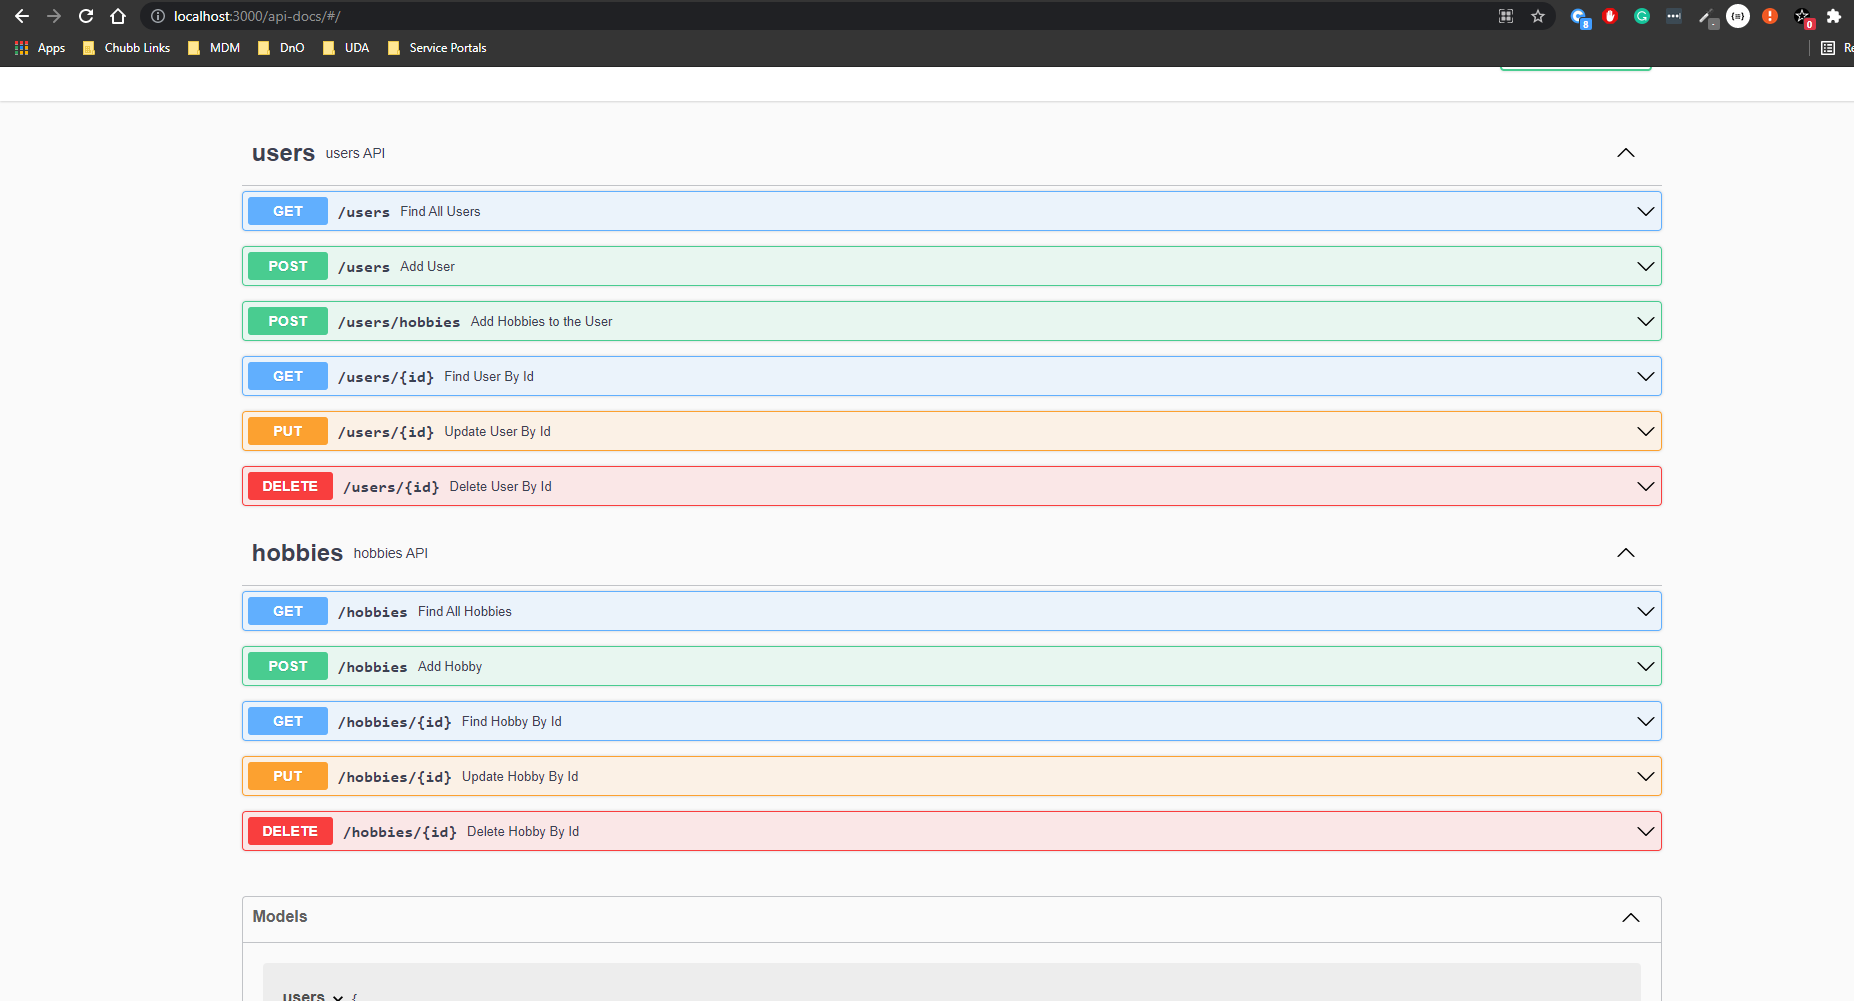 localhost:3000/api-docs/#/
8
0
Apps Chubb Links MDM DnO UDA Service Portals Re
users users API
GET /users Find All Users
POST /users Add User
POST /users/hobbies Add Hobbies to the User
GET /users/{id} Find User By Id
PUT /users/{id} Update User By Id
DELETE /users/{id} Delete User By Id
hobbies hobbies API
GET /hobbies Find All Hobbies
POST /hobbies Add Hobby
GET /hobbies/{id} Find Hobby By Id
PUT /hobbies/{id} Update Hobby By Id
DELETE /hobbies/{id} Delete Hobby By Id
Models
users {